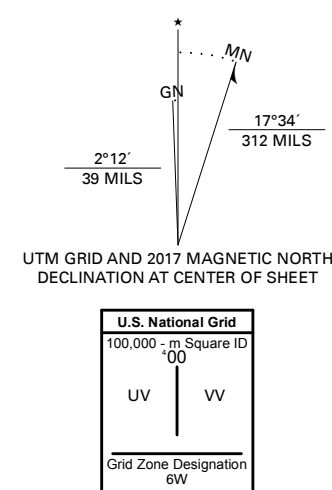 ★
MN
GN
17°34´
312 MILS
2°12´
39 MILS
UTM GRID AND 2017 MAGNETIC NORTH
DECLINATION AT CENTER OF SHEET
U.S. National Grid
100,000 - m Square ID
⁴00
UV VV
Grid Zone Designation
6W